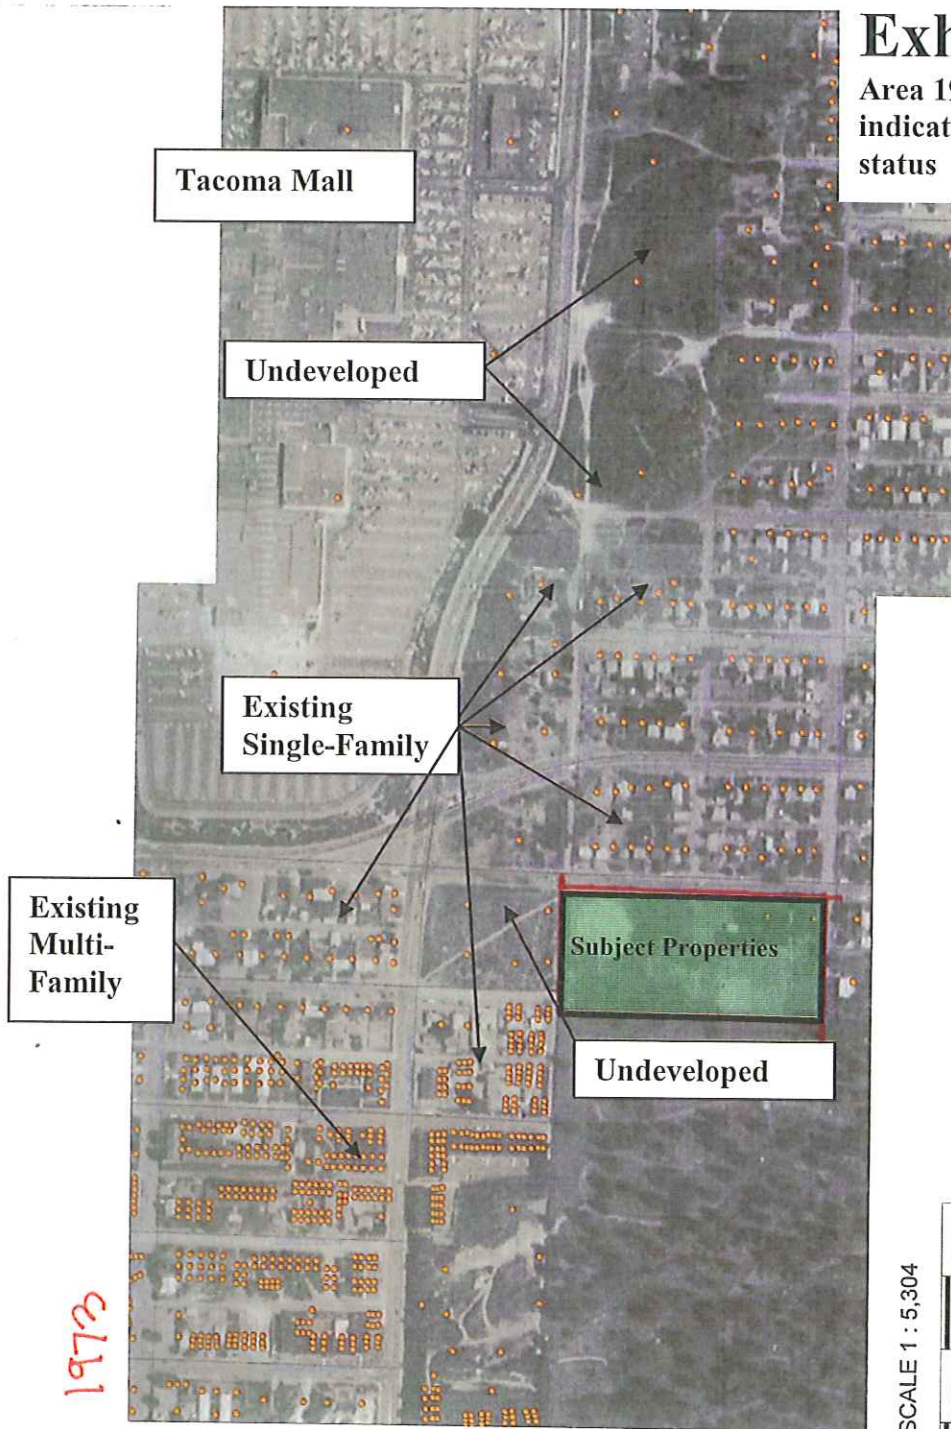 Exh
Area 19
indicat
status
Tacoma Mall
Undeveloped
Existing
Single-Family
Existing
Multi-
Family
Subject Properties
Undeveloped
1973
SCALE 1 : 5,304